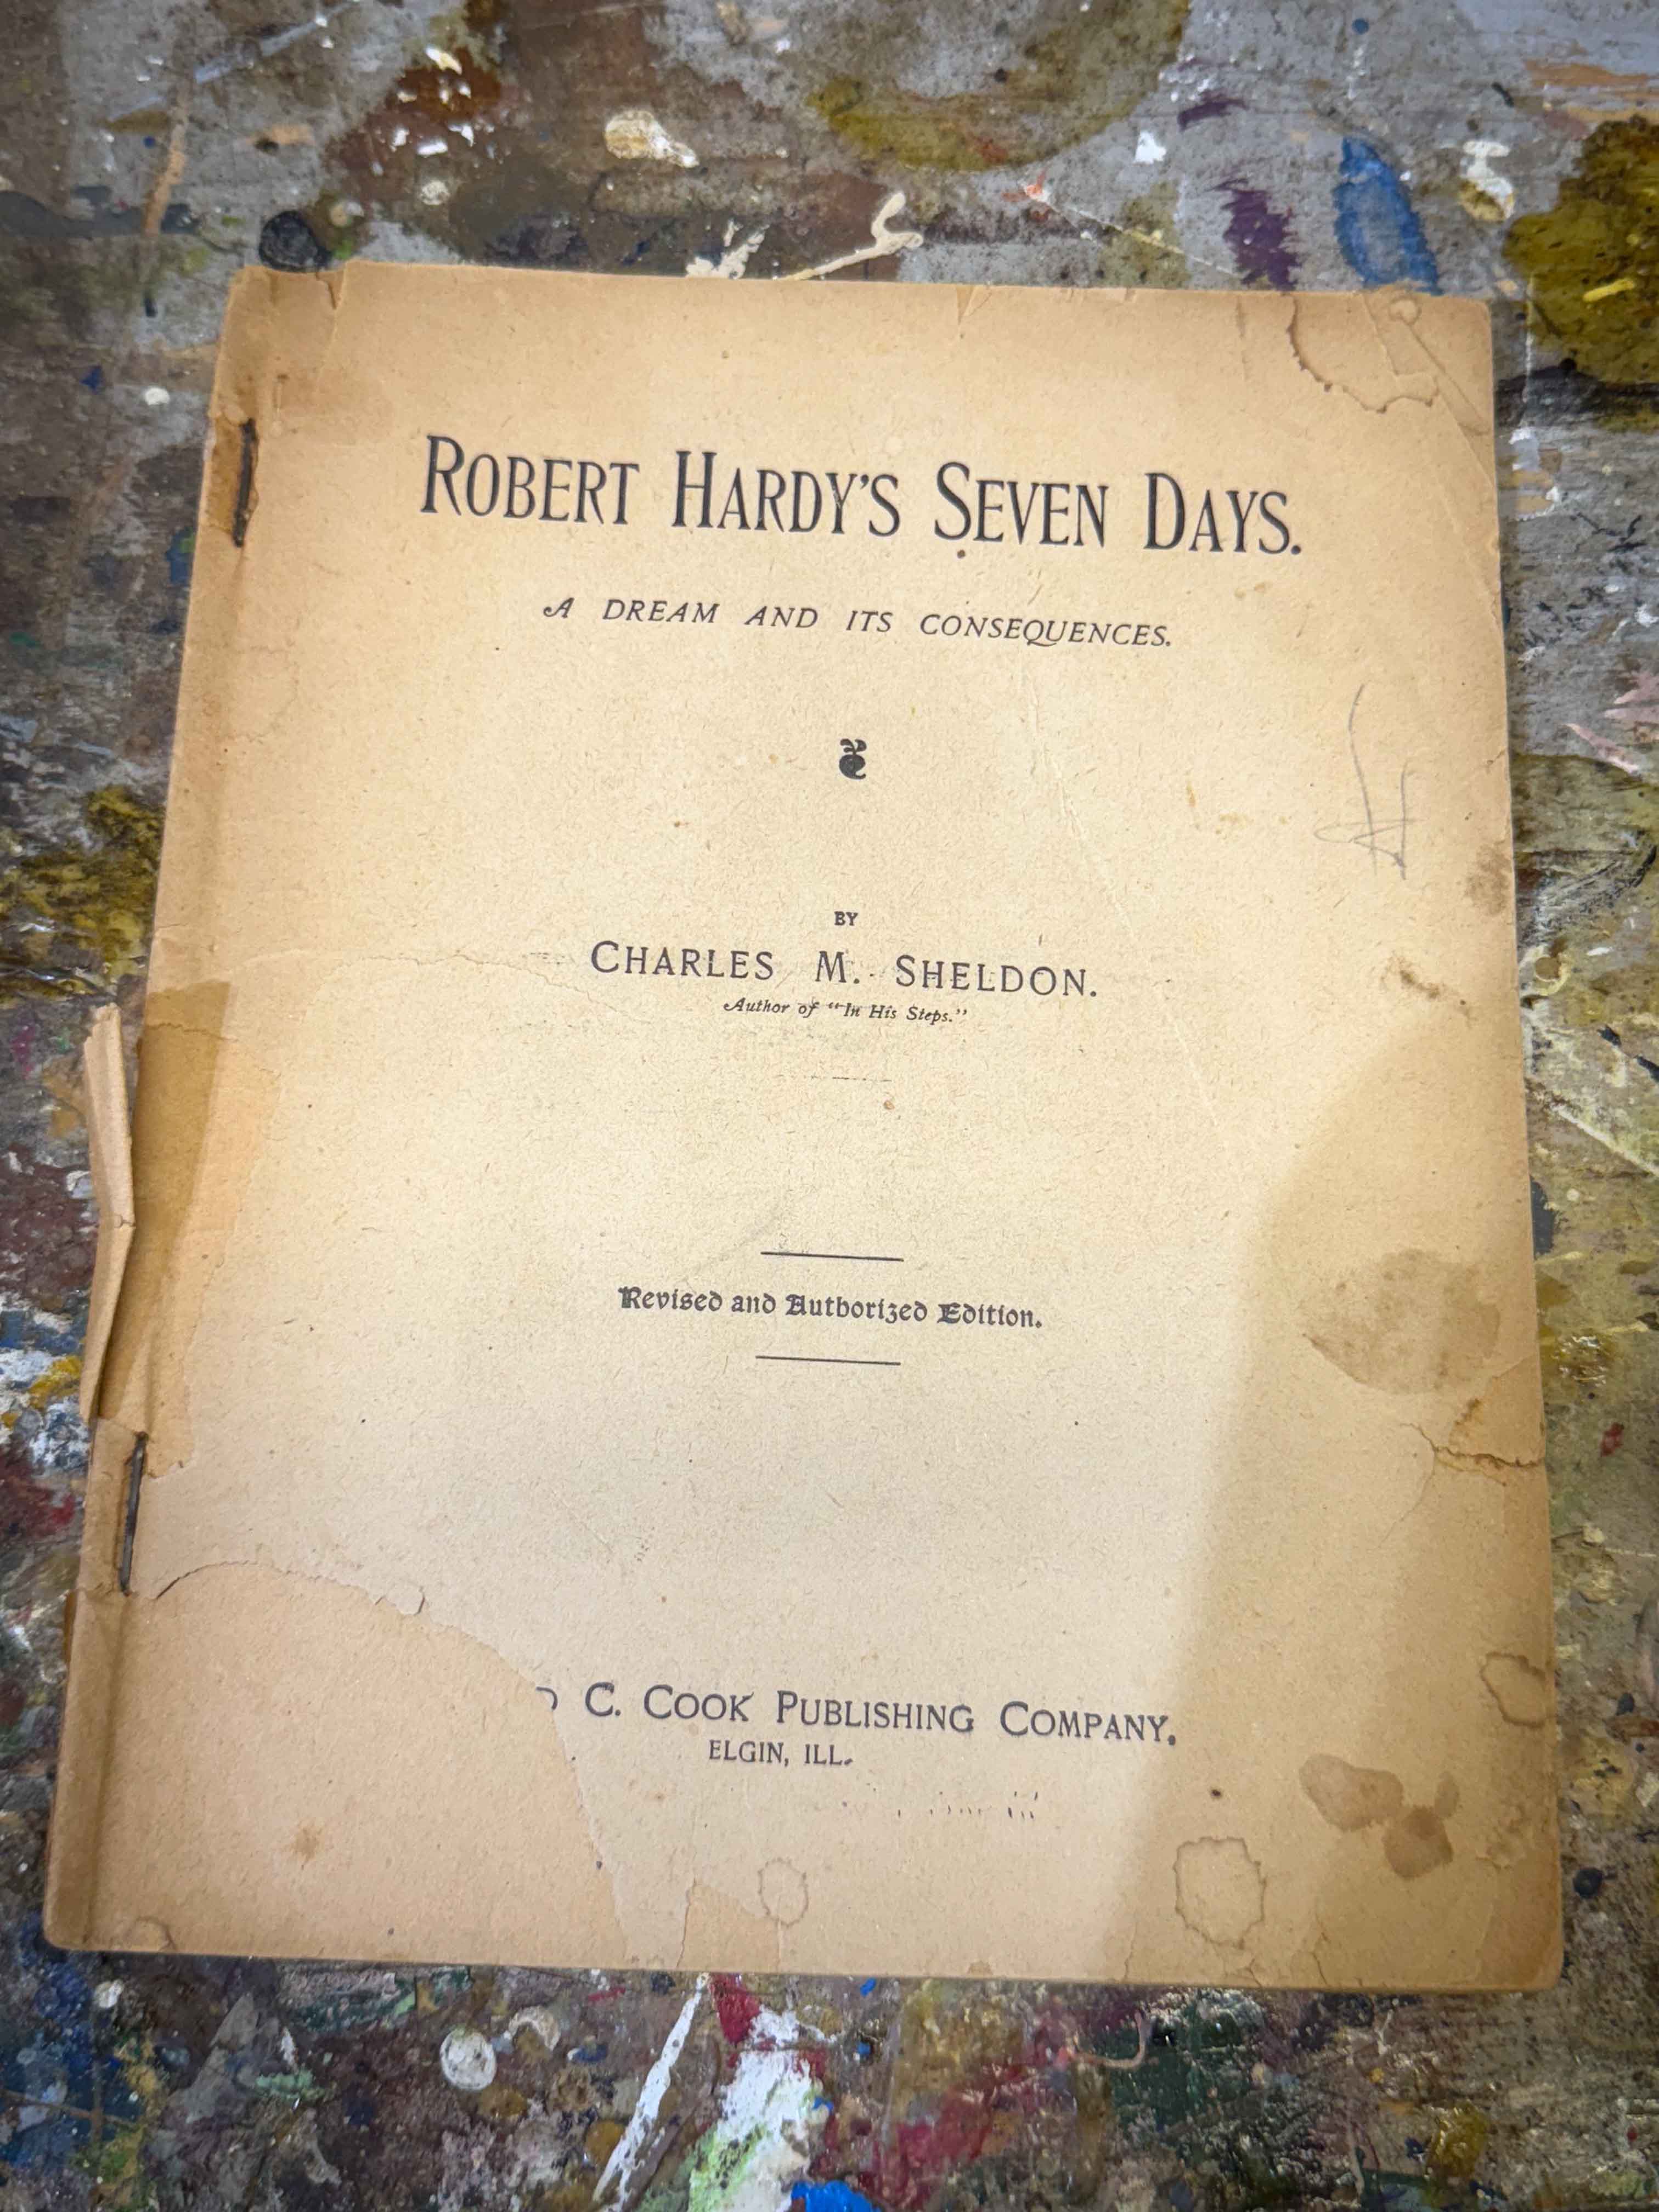 ROBERT HARDY'S SEVEN DAYS.
A DREAM AND ITS CONSEQUENCES.
BY
CHARLES M. SHELDON.
Author of "In His Steps."
Revised and Authorized Edition.
C. COOK PUBLISHING COMPANY.
ELGIN, ILL.